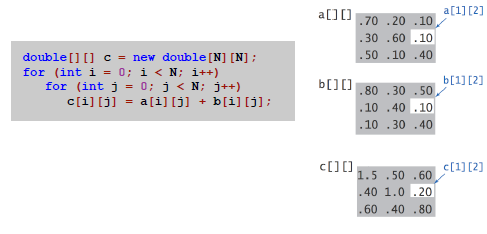 double[][] c = new double[N][N];
for (int i = 0; i < N; i++)
for (int j = 0; j < N; j++)
c[i][j] = a[i][j] + b[i][j];
a[][]
a[1][2]
.70 .20 .10
.30 .60 .10
.50 .10 .40
b[][]
b[1][2]
.80 .30 .50
.10 .40 .10
.10 .30 .40
c[][]
c[1][2]
1.5 .50 .60
.40 1.0 .20
.60 .40 .80